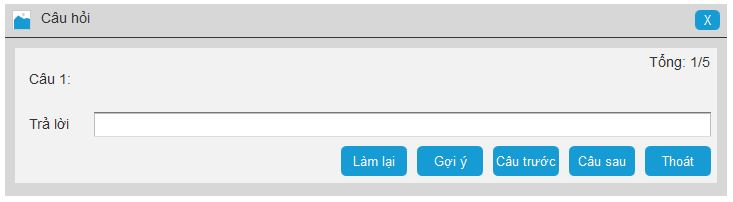 Câu hỏi
X
Tổng: 1/5
Câu 1:
Trả lời
Làm lại Gợi ý Câu trước Câu sau Thoát